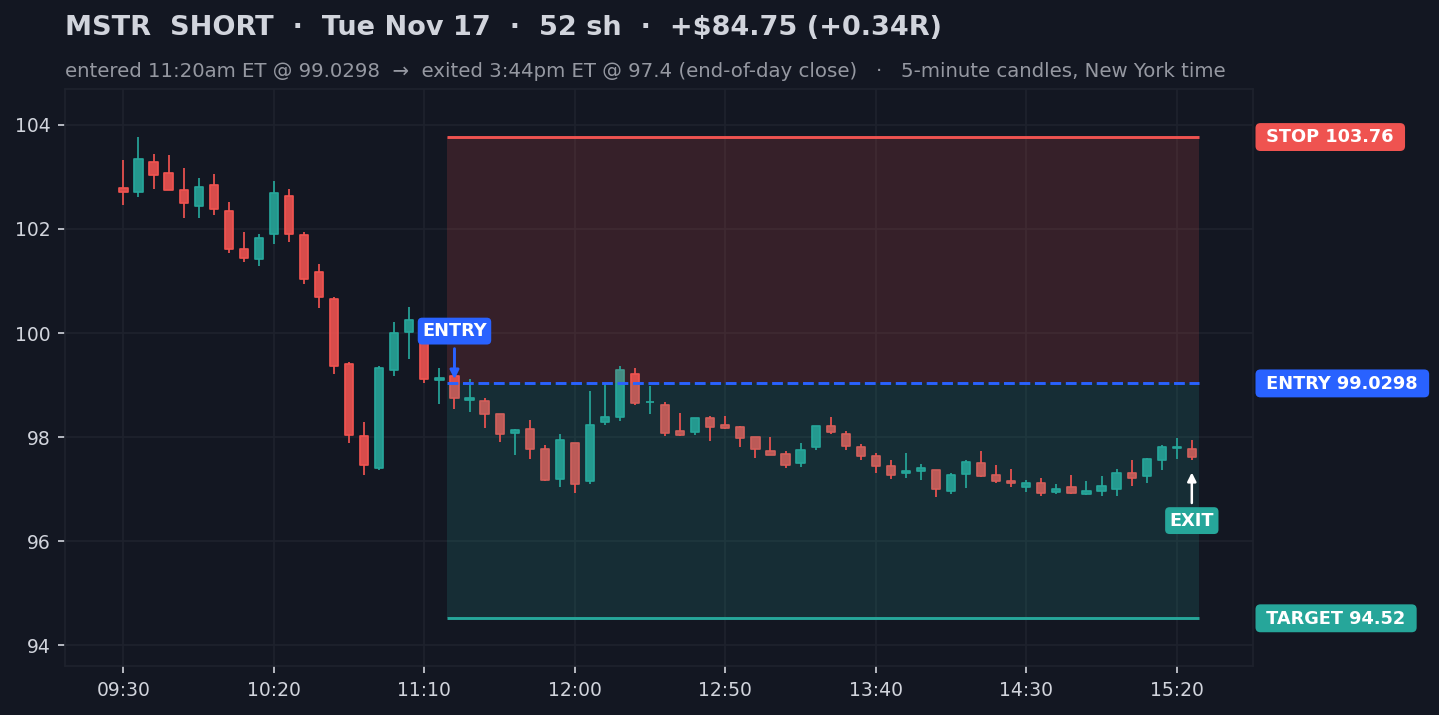 MSTR SHORT · Tue Nov 17 · 52 sh · +$84.75 (+0.34R)
entered 11:20am ET @ 99.0298 → exited 3:44pm ET @ 97.4 (end-of-day close) · 5-minute candles, New York time
104
STOP 103.76
102
100
ENTRY
ENTRY 99.0298
98
EXIT
96
TARGET 94.52
94
09:30 10:20 11:10 12:00 12:50 13:40 14:30 15:20